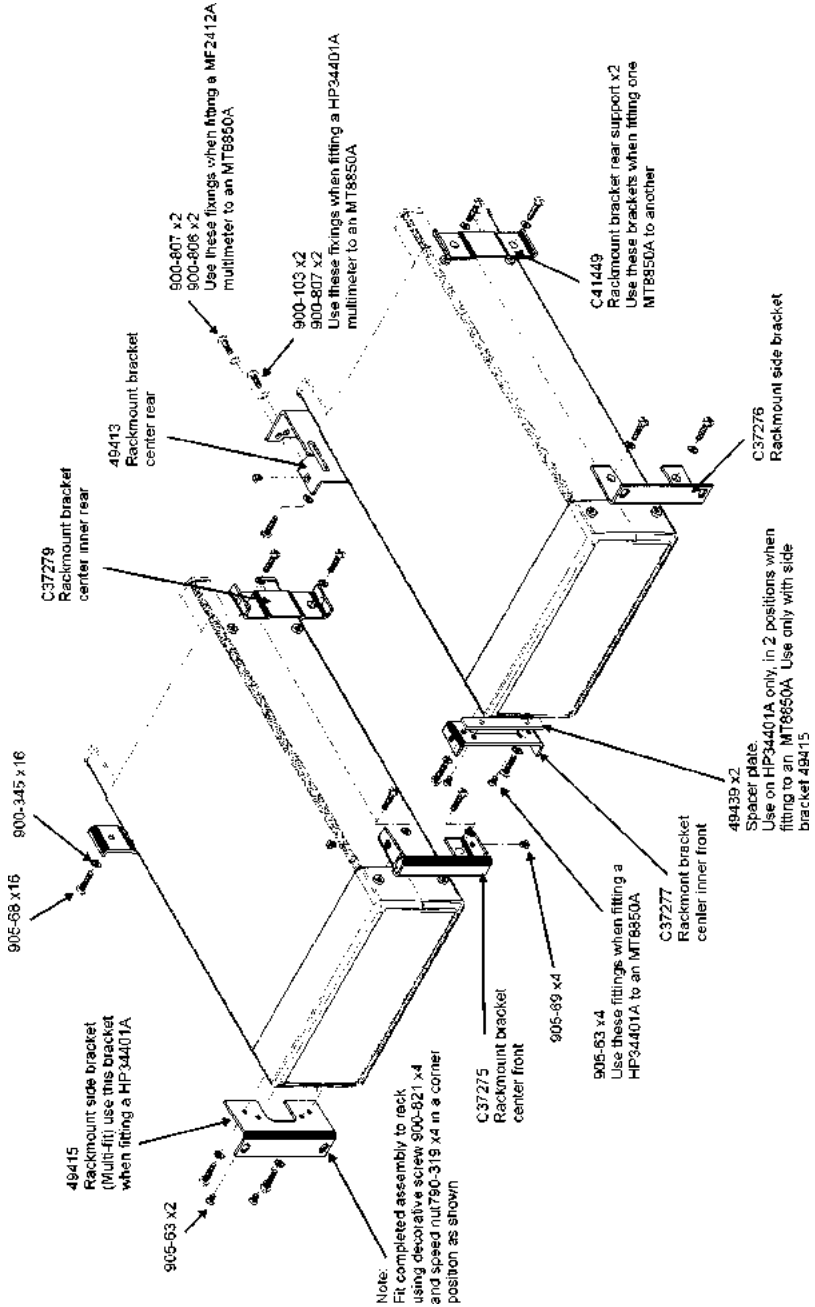 900-807 x2
900-806 x2
Use these fixings when fitting a MF2412A
multimeter to an MT8850A
900-103 x2
900-807 x2
Use these fixings when fitting a HP34401A
multimeter to an MT8850A
49413
Rackmount bracket
center rear
C37279
Rackmount bracket
center inner rear
900-345 x16
905-68 x16
49415
Rackmount side bracket
(Multi-fit) use this bracket
when fitting a HP34401A
905-63 x2
Note:
Fit completed assembly to rack
using decorative screw 900-821 x4
and speed nut790-319 x4 in a corner
position as shown
C37275
Rackmount bracket
center front
905-69 x4
905-63 x4
Use these fittings when fitting a
HP34401A to an MT8850A
C37277
Rackmont bracket
center inner front
49439 x2
Spacer plate.
Use on HP34401A only, in 2 positions when
fitting to an MT8850A Use only with side
bracket 49415
C37276
Rackmount side bracket
C41449
Rackmount bracket rear support x2
Use these brackets when fitting one
MT8850A to another